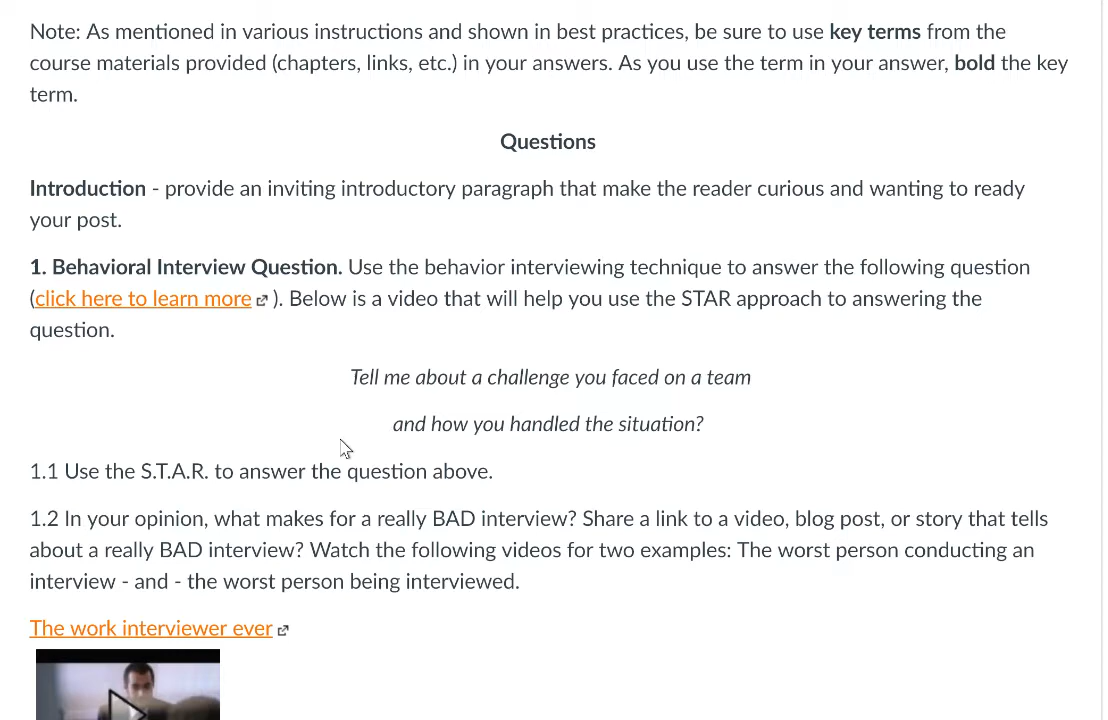 Note: As mentioned in various instructions and shown in best practices, be sure to use key terms from the
course materials provided (chapters, links, etc.) in your answers. As you use the term in your answer, bold the key
term.
Questions
Introduction - provide an inviting introductory paragraph that make the reader curious and wanting to ready
your post.
1. Behavioral Interview Question. Use the behavior interviewing technique to answer the following question
(click here to learn more ). Below is a video that will help you use the STAR approach to answering the
question.
Tell me about a challenge you faced on a team
and how you handled the situation?
1.1 Use the S.T.A.R. to answer the question above.
1.2 In your opinion, what makes for a really BAD interview? Share a link to a video, blog post, or story that tells
about a really BAD interview? Watch the following videos for two examples: The worst person conducting an
interview - and - the worst person being interviewed.
The work interviewer ever